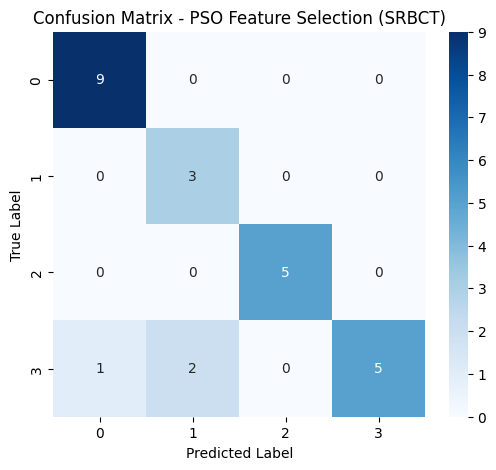 Confusion Matrix - PSO Feature Selection (SRBCT)
True Label
0 9 0 0 0
1 0 3 0 0
2 0 0 5 0
3 1 2 0 5
0 1 2 3
Predicted Label
9
8
7
6
5
4
3
2
1
0